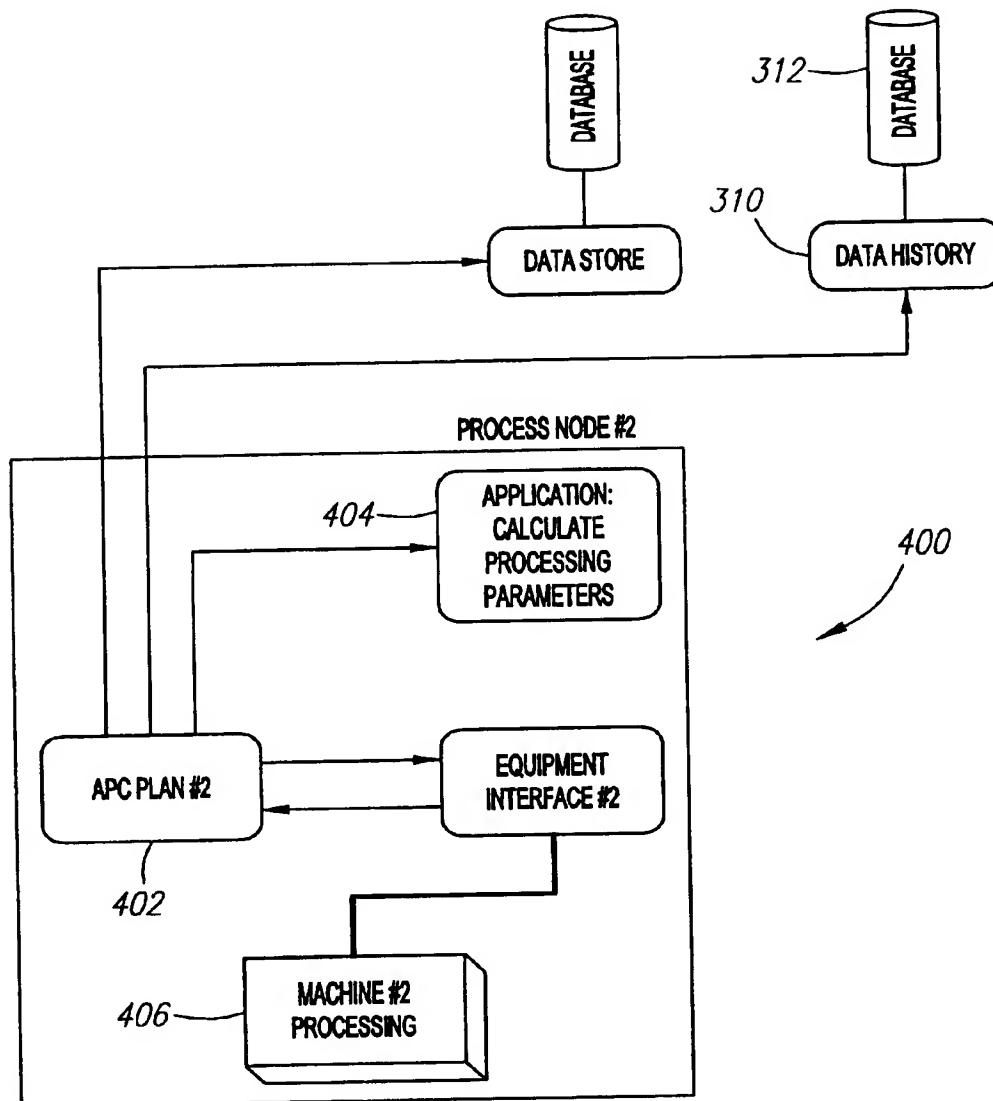 DATABASE
312
DATABASE
310
DATA STORE
DATA HISTORY
PROCESS NODE #2
404
APPLICATION:
CALCULATE
PROCESSING
PARAMETERS
400
APC PLAN #2
EQUIPMENT
INTERFACE #2
402
406
MACHINE #2
PROCESSING